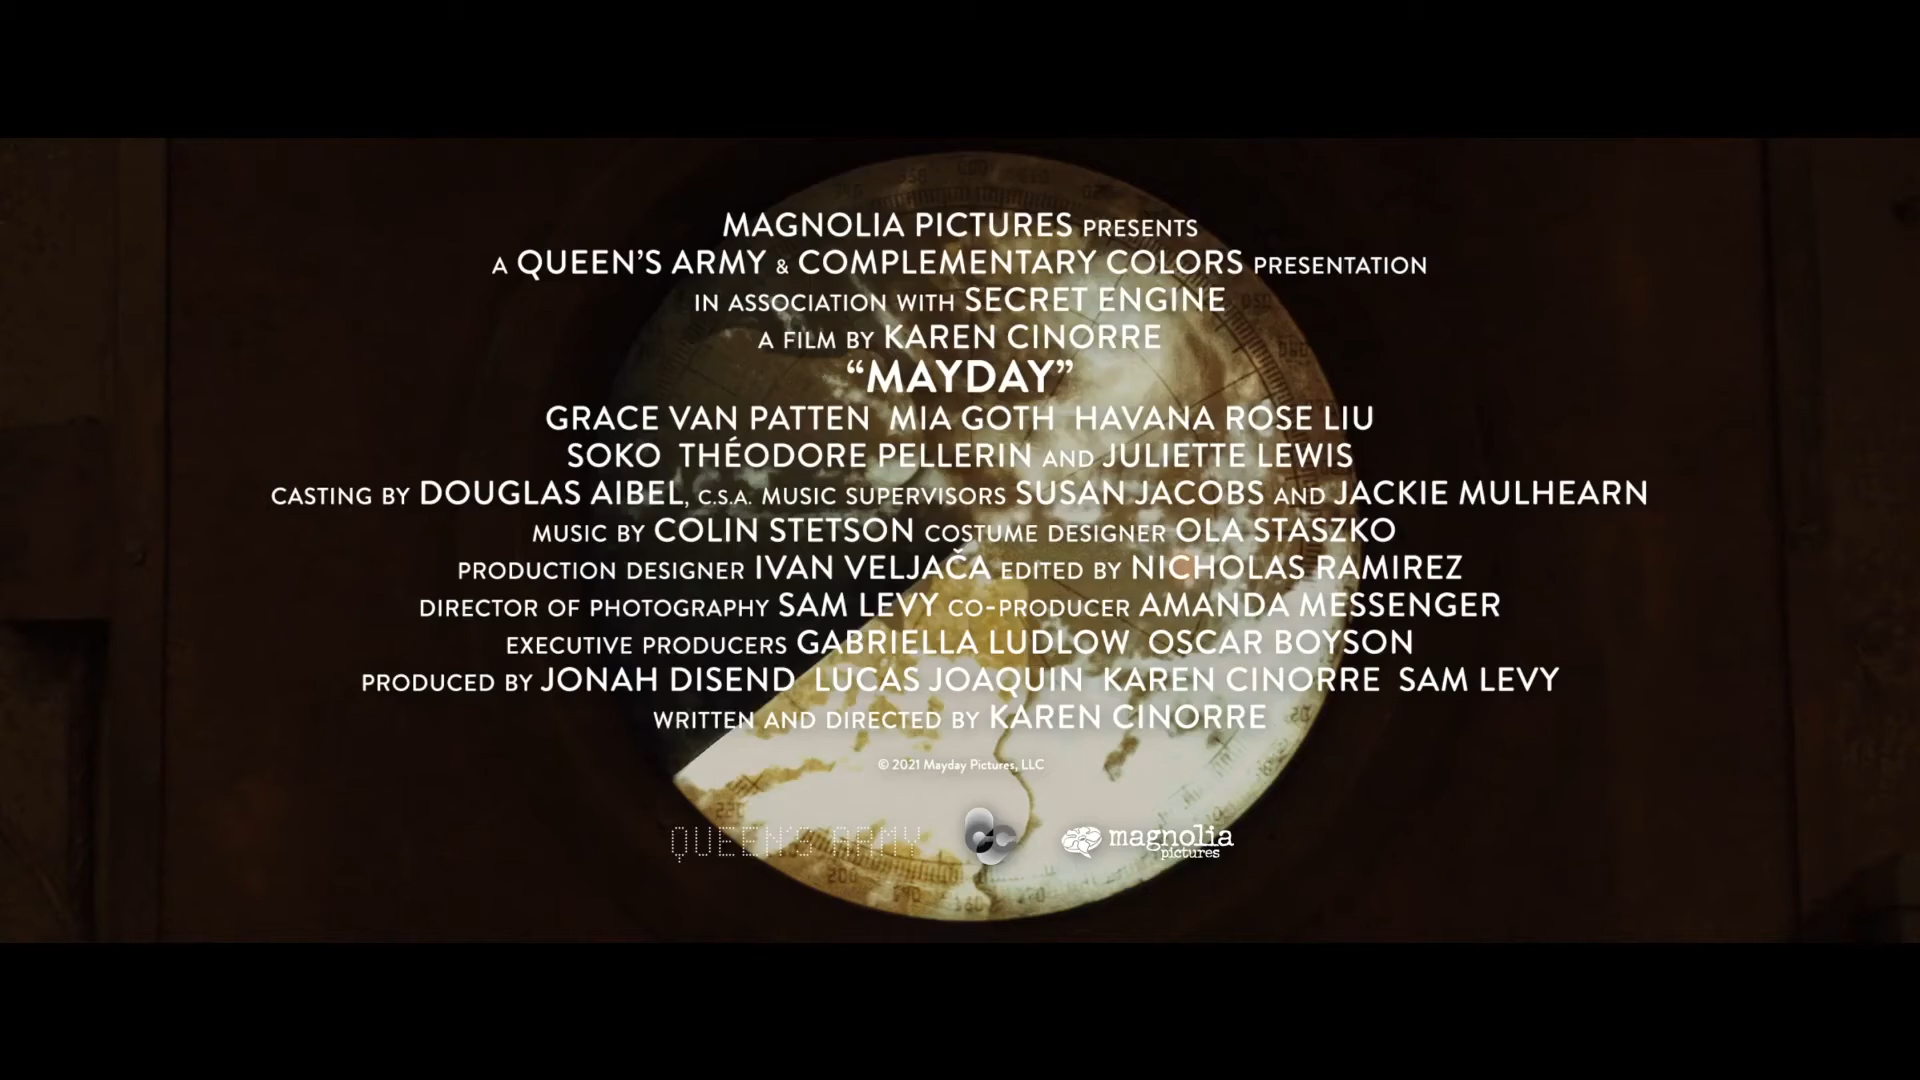 MAGNOLIA PICTURES PRESENTS
A QUEEN'S ARMY & COMPLEMENTARY COLORS PRESENTATION
IN ASSOCIATION WITH SECRET ENGINE
A FILM BY KAREN CINORRE
“MAYDAY”
GRACE VAN PATTEN MIA GOTH HAVANA ROSE LIU
SOKO THÉODORE PELLERIN AND JULIETTE LEWIS
CASTING BY DOUGLAS AIBEL, C.S.A. MUSIC SUPERVISORS SUSAN JACOBS AND JACKIE MULHEARN
MUSIC BY COLIN STETSON COSTUME DESIGNER OLA STASZKO
PRODUCTION DESIGNER IVAN VELJAČA EDITED BY NICHOLAS RAMIREZ
DIRECTOR OF PHOTOGRAPHY SAM LEVY CO-PRODUCER AMANDA MESSENGER
EXECUTIVE PRODUCERS GABRIELLA LUDLOW OSCAR BOYSON
PRODUCED BY JONAH DISEND LUCAS JOAQUIN KAREN CINORRE SAM LEVY
WRITTEN AND DIRECTED BY KAREN CINORRE
© 2021 Mayday Pictures, LLC
QUEEN'S ARMY CC magnolia
pictures
200